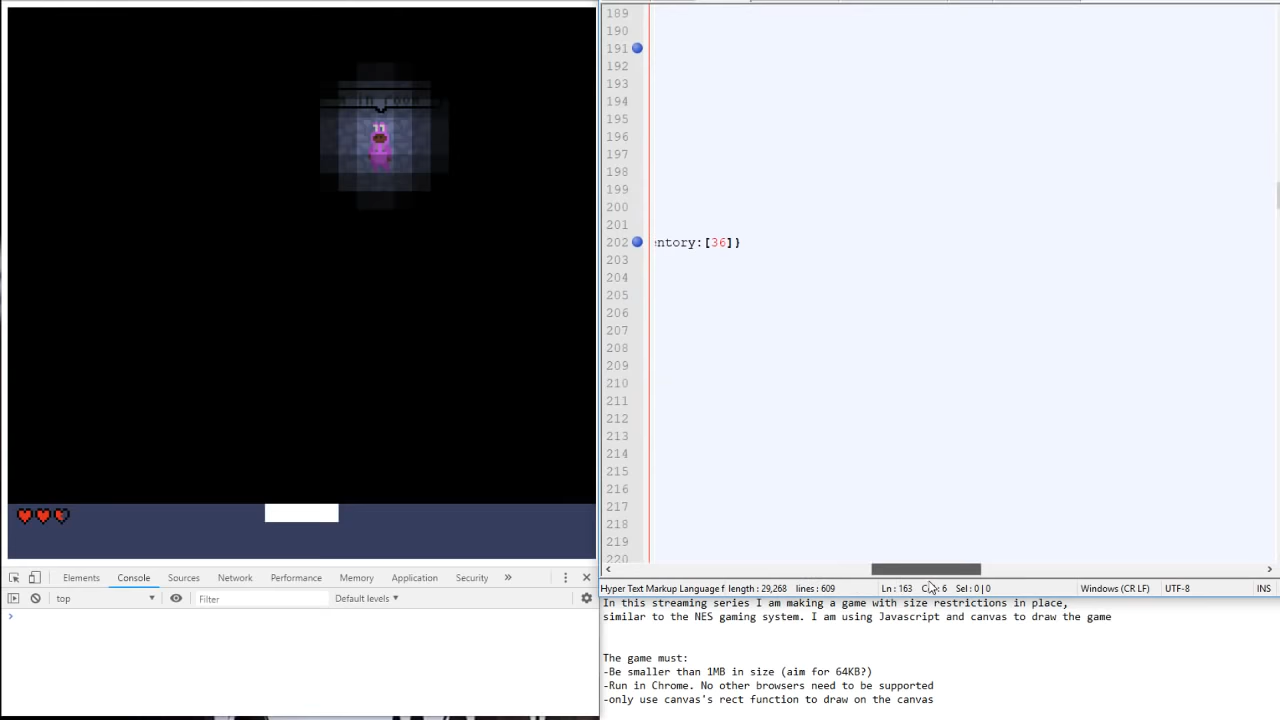 in room
189
190
191
192
193
194
195
196
197
198
199
200
201
202 entory:[36]}
203
204
205
206
207
208
209
210
211
212
213
214
215
216
217
218
219
220
Elements Console Sources Network Performance Memory Application Security »
top ▼ Filter Default levels ▼
>
Hyper Text Markup Language f length : 29,268 lines : 609 Ln : 163 Col : 6 Sel : 0 | 0 Windows (CR LF) UTF-8 INS
In this streaming series I am making a game with size restrictions in place,
similar to the NES gaming system. I am using Javascript and canvas to draw the game
The game must:
-Be smaller than 1MB in size (aim for 64KB?)
-Run in Chrome. No other browsers need to be supported
-only use canvas's rect function to draw on the canvas